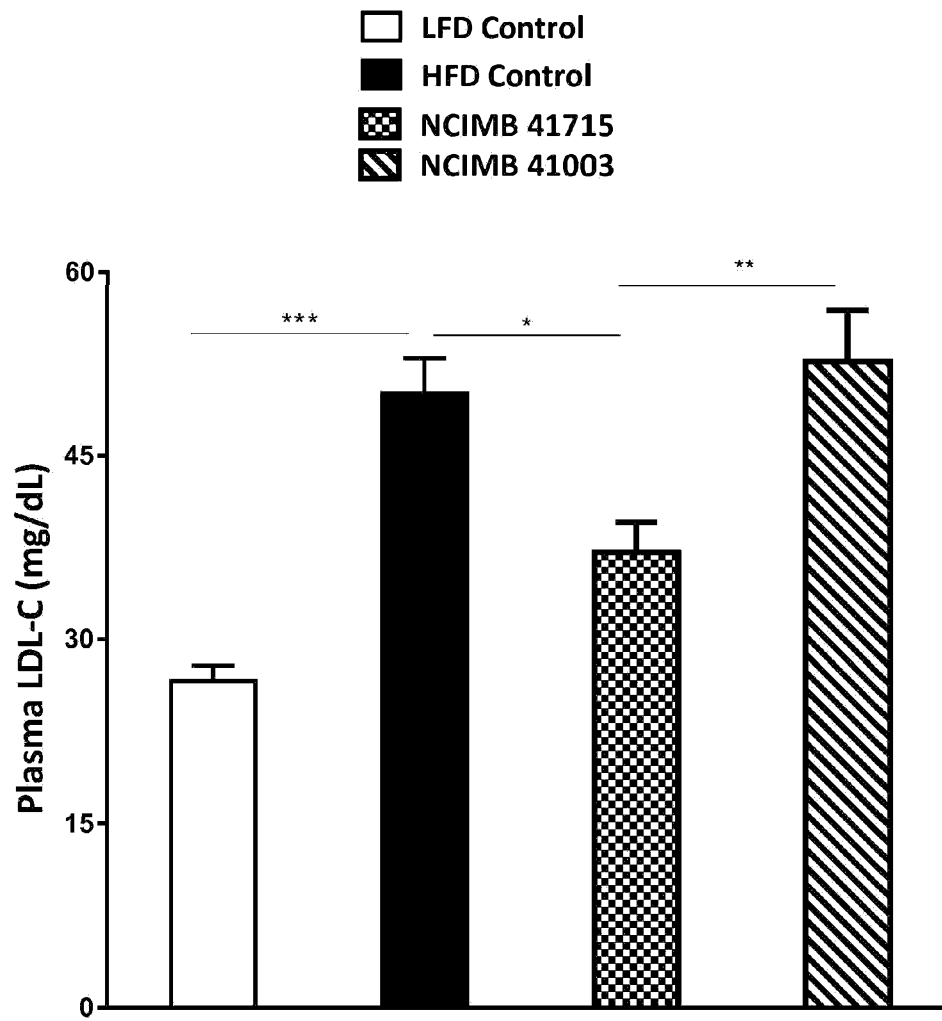 LFD Control
HFD Control
NCIMB 41715
NCIMB 41003
60
***
*
**
45
30
15
0
Plasma LDL-C (mg/dL)